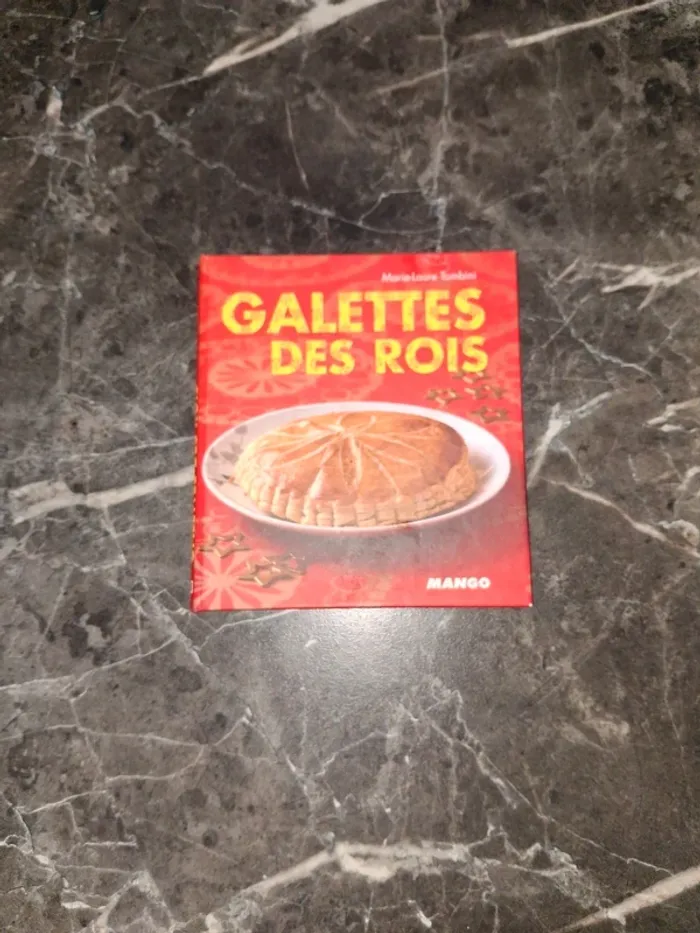 Marie-Laure Tombini
GALETTES
DES ROIS
MANGO